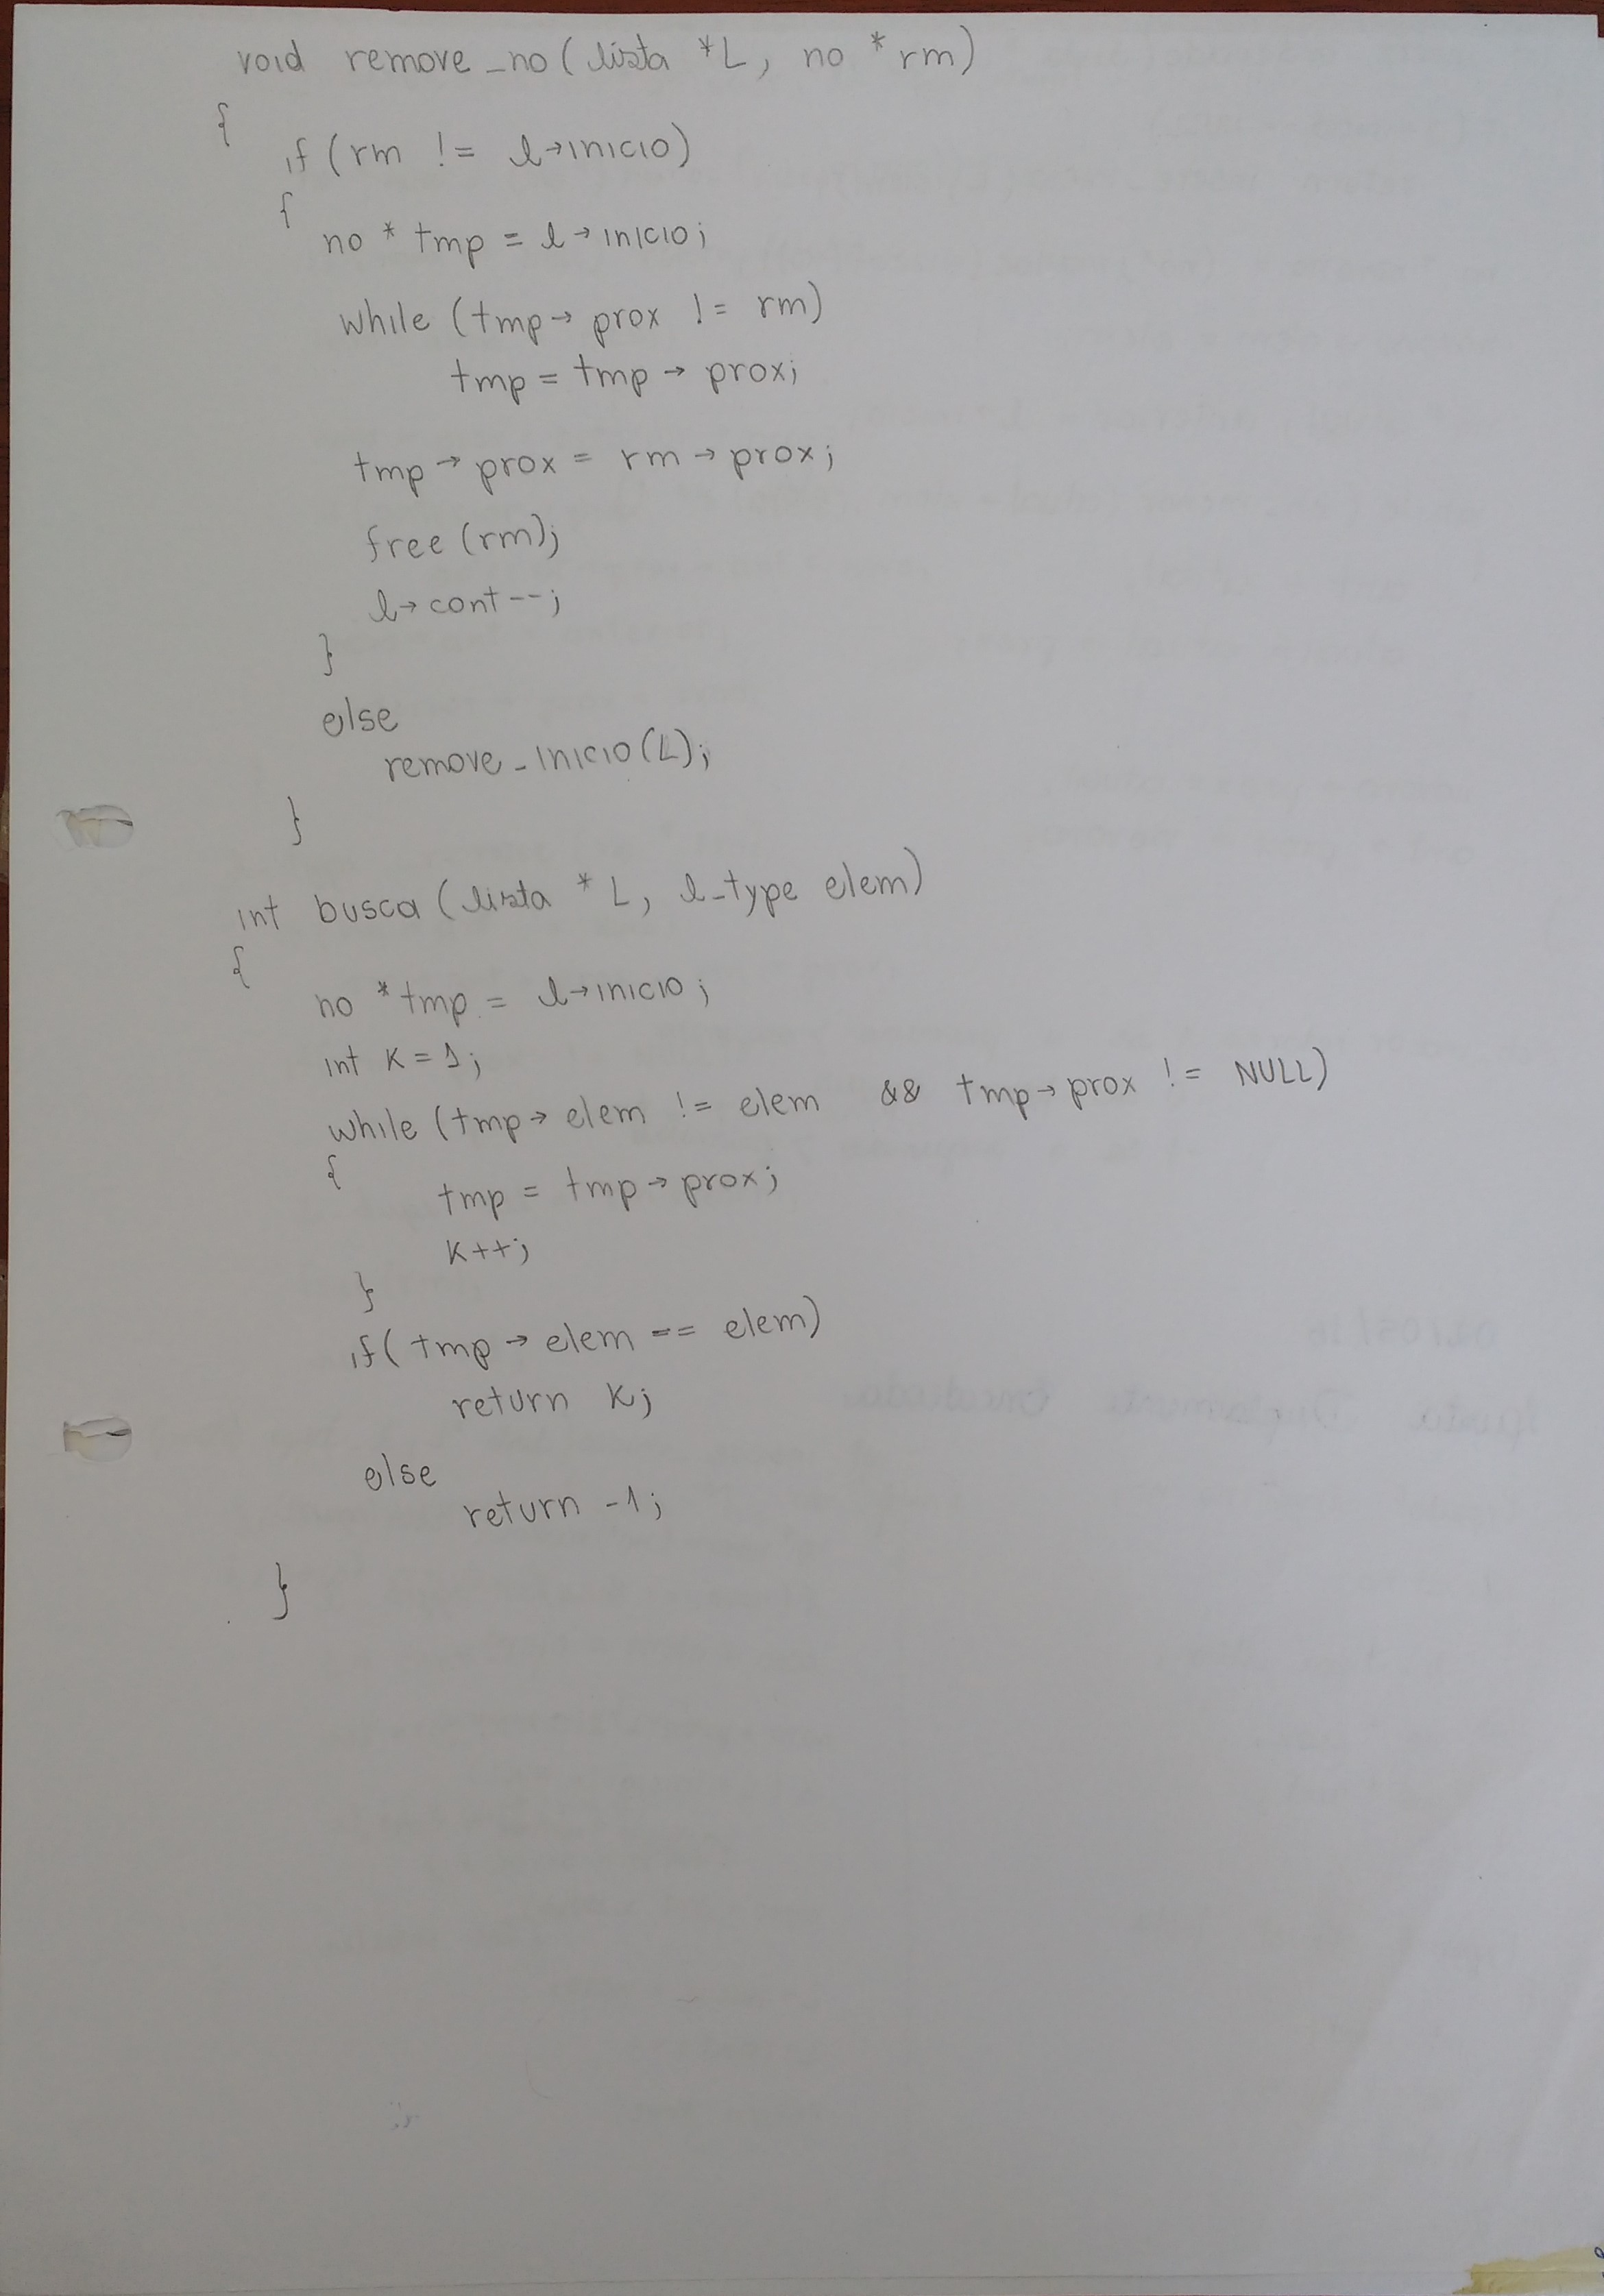 void remove_no (lista *L, no *rm)
{
if (rm != l→inicio)
{
no * tmp = l→inicio;
while (tmp→prox != rm)
tmp = tmp→prox;
tmp→prox = rm→prox;
free (rm);
l→cont--;
}
else
remove_inicio(L);
}
int busca (lista *L, l_type elem)
{
no *tmp = l→inicio;
int k = 1;
while (tmp→elem != elem && tmp→prox != NULL)
{
tmp = tmp→prox;
k++;
}
if (tmp→elem == elem)
return k;
else
return -1;
}